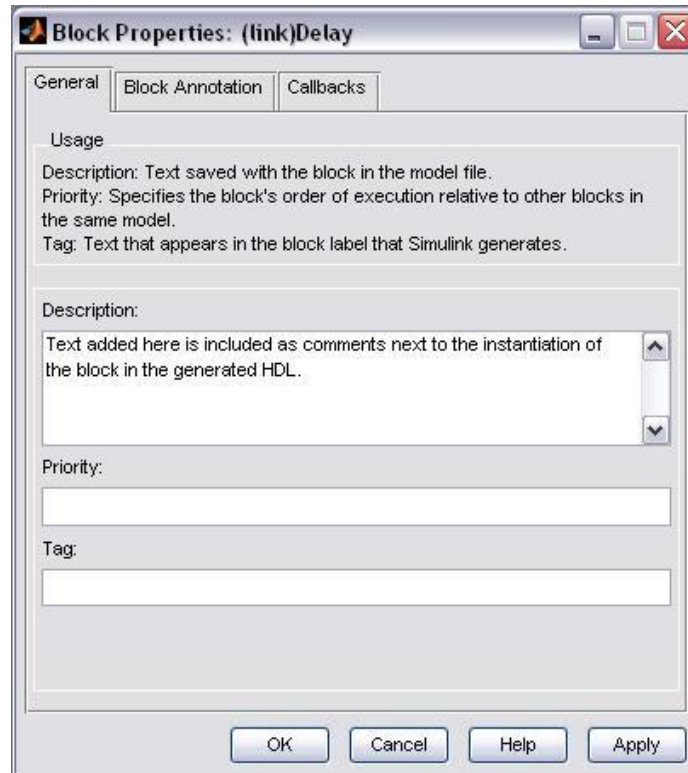 Block Properties: (link)Delay
General Block Annotation Callbacks
Usage
Description: Text saved with the block in the model file.
Priority: Specifies the block's order of execution relative to other blocks in
the same model.
Tag: Text that appears in the block label that Simulink generates.
Description:
Text added here is included as comments next to the instantiation of
the block in the generated HDL.
Priority:
Tag:
OK Cancel Help Apply